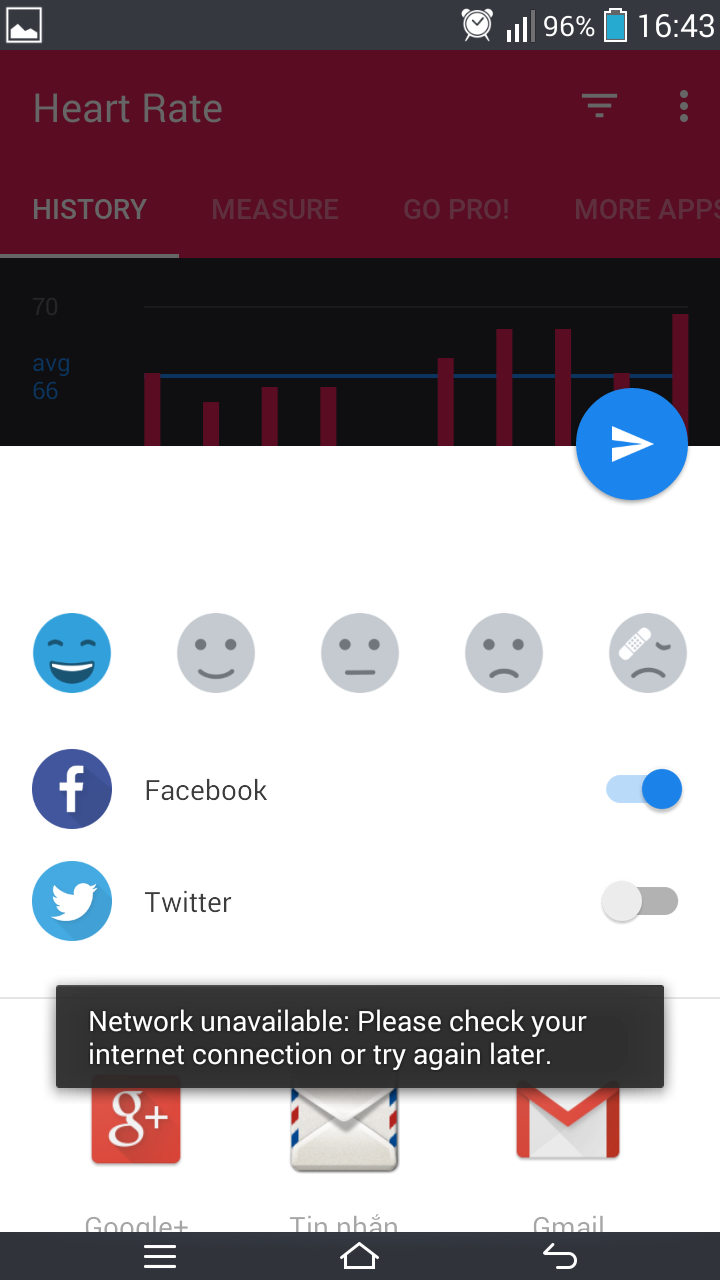 96% 16:43
Heart Rate
HISTORY MEASURE GO PRO! MORE APPS
70
avg
66
Facebook
Twitter
Network unavailable: Please check your
internet connection or try again later.
Google+ Tin nhắn Gmail